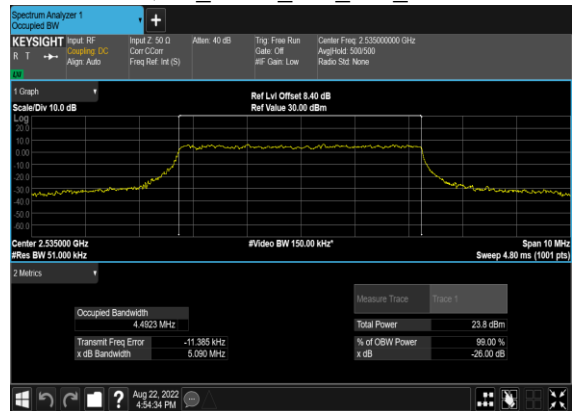 Spectrum Analyzer 1
Occupied BW
+
KEYSIGHT
R T
LW
Input: RF
Coupling: DC
Align: Auto
Input Z: 50 Ω
Corr CCorr
Freq Ref: Int (S)
Atten: 40 dB
Trig: Free Run
Gate: Off
#IF Gain: Low
Center Freq: 2.535000000 GHz
Avg|Hold: 500/500
Radio Std: None
1 Graph
Scale/Div 10.0 dB
Ref Lvl Offset 8.40 dB
Ref Value 30.00 dBm
Log
20.0
10.0
0.00
-10.0
-20.0
-30.0
-40.0
-50.0
-60.0
Center 2.535000 GHz
#Video BW 150.00 kHz*
Span 10 MHz
#Res BW 51.000 kHz
Sweep 4.80 ms (1001 pts)
2 Metrics
Measure Trace Trace 1
Occupied Bandwidth
4.4923 MHz
Total Power 23.8 dBm
Transmit Freq Error -11.385 kHz
% of OBW Power 99.00 %
x dB Bandwidth 5.090 MHz
x dB -26.00 dB
?
Aug 22, 2022
4:54:34 PM